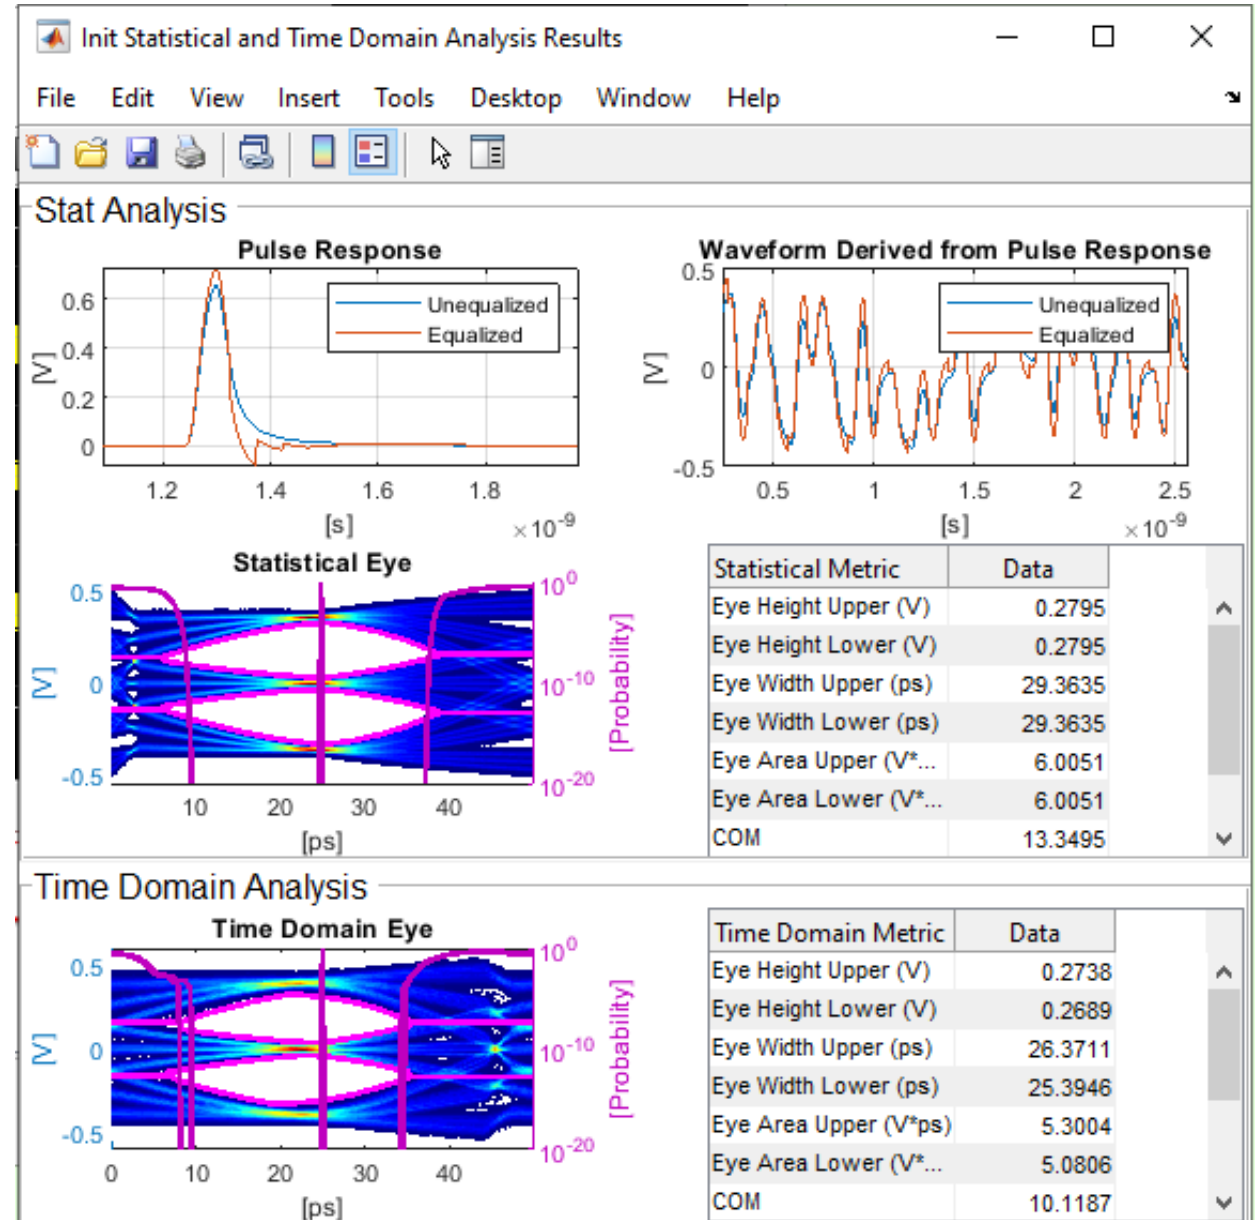 Init Statistical and Time Domain Analysis Results
File Edit View Insert Tools Desktop Window Help
Stat Analysis
Pulse Response
Unequalized
Equalized
0.6
0.4
0.2
0
[V]
1.2 1.4 1.6 1.8
[s]
×10-9
Waveform Derived from Pulse Response
Unequalized
Equalized
0.5
0
-0.5
[V]
0.5 1 1.5 2 2.5
[s]
×10-9
Statistical Eye
0.5
0
-0.5
[V]
10 20 30 40
[ps]
100
10-10
10-20
[Probability]
Statistical Metric Data
Eye Height Upper (V) 0.2795
Eye Height Lower (V) 0.2795
Eye Width Upper (ps) 29.3635
Eye Width Lower (ps) 29.3635
Eye Area Upper (V*... 6.0051
Eye Area Lower (V*... 6.0051
COM 13.3495
Time Domain Analysis
Time Domain Eye
0.5
0
-0.5
[V]
0 10 20 30 40
[ps]
100
10-10
10-20
[Probability]
Time Domain Metric Data
Eye Height Upper (V) 0.2738
Eye Height Lower (V) 0.2689
Eye Width Upper (ps) 26.3711
Eye Width Lower (ps) 25.3946
Eye Area Upper (V*ps) 5.3004
Eye Area Lower (V*... 5.0806
COM 10.1187